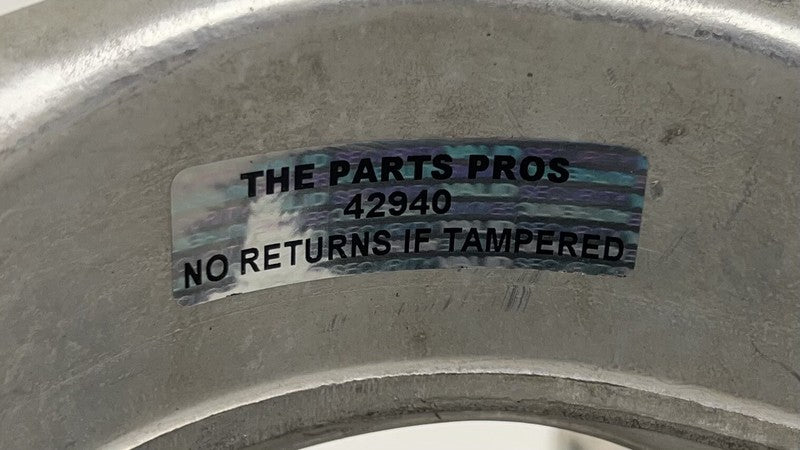 THE PARTS PROS
42940
NO RETURNS IF TAMPERED